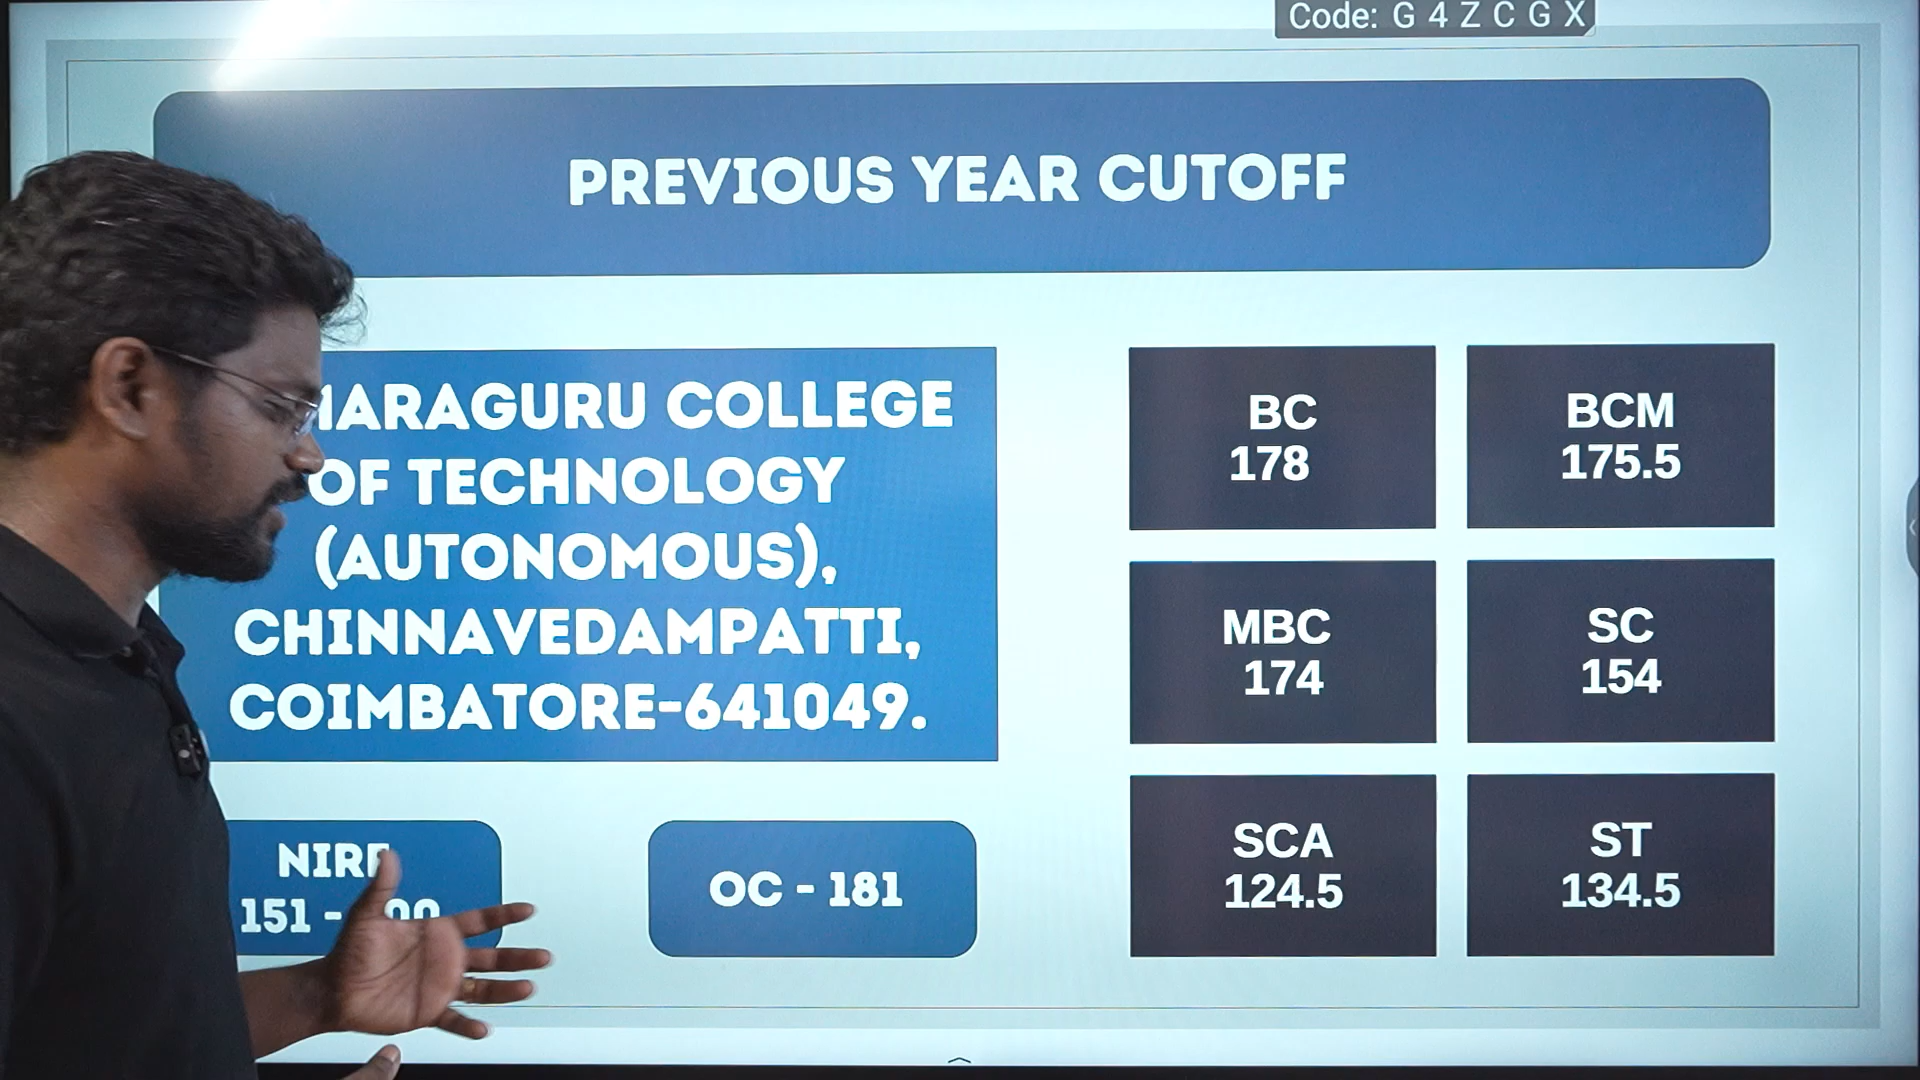 Code: G 4 Z C G X
PREVIOUS YEAR CUTOFF
COLLEGE
OF TECHNOLOGY
(AUTONOMOUS),
CHINNAVEDAMPATTI,
COIMBATORE-641049.
NIRF
151 -
OC - 181
BC
178
BCM
175.5
MBC
174
SC
154
SCA
124.5
ST
134.5